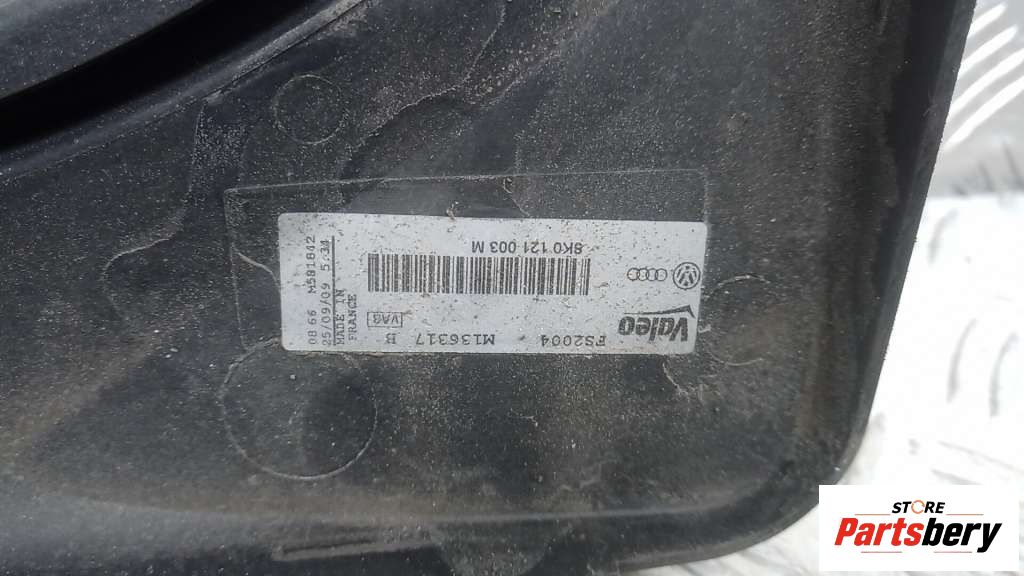 Valeo
FS2004
M136317 B
VAG
8K0 121 003 M
MADE IN
FRANCE
25/09/09 5:34
08 66 M581842
STORE
Partsbery